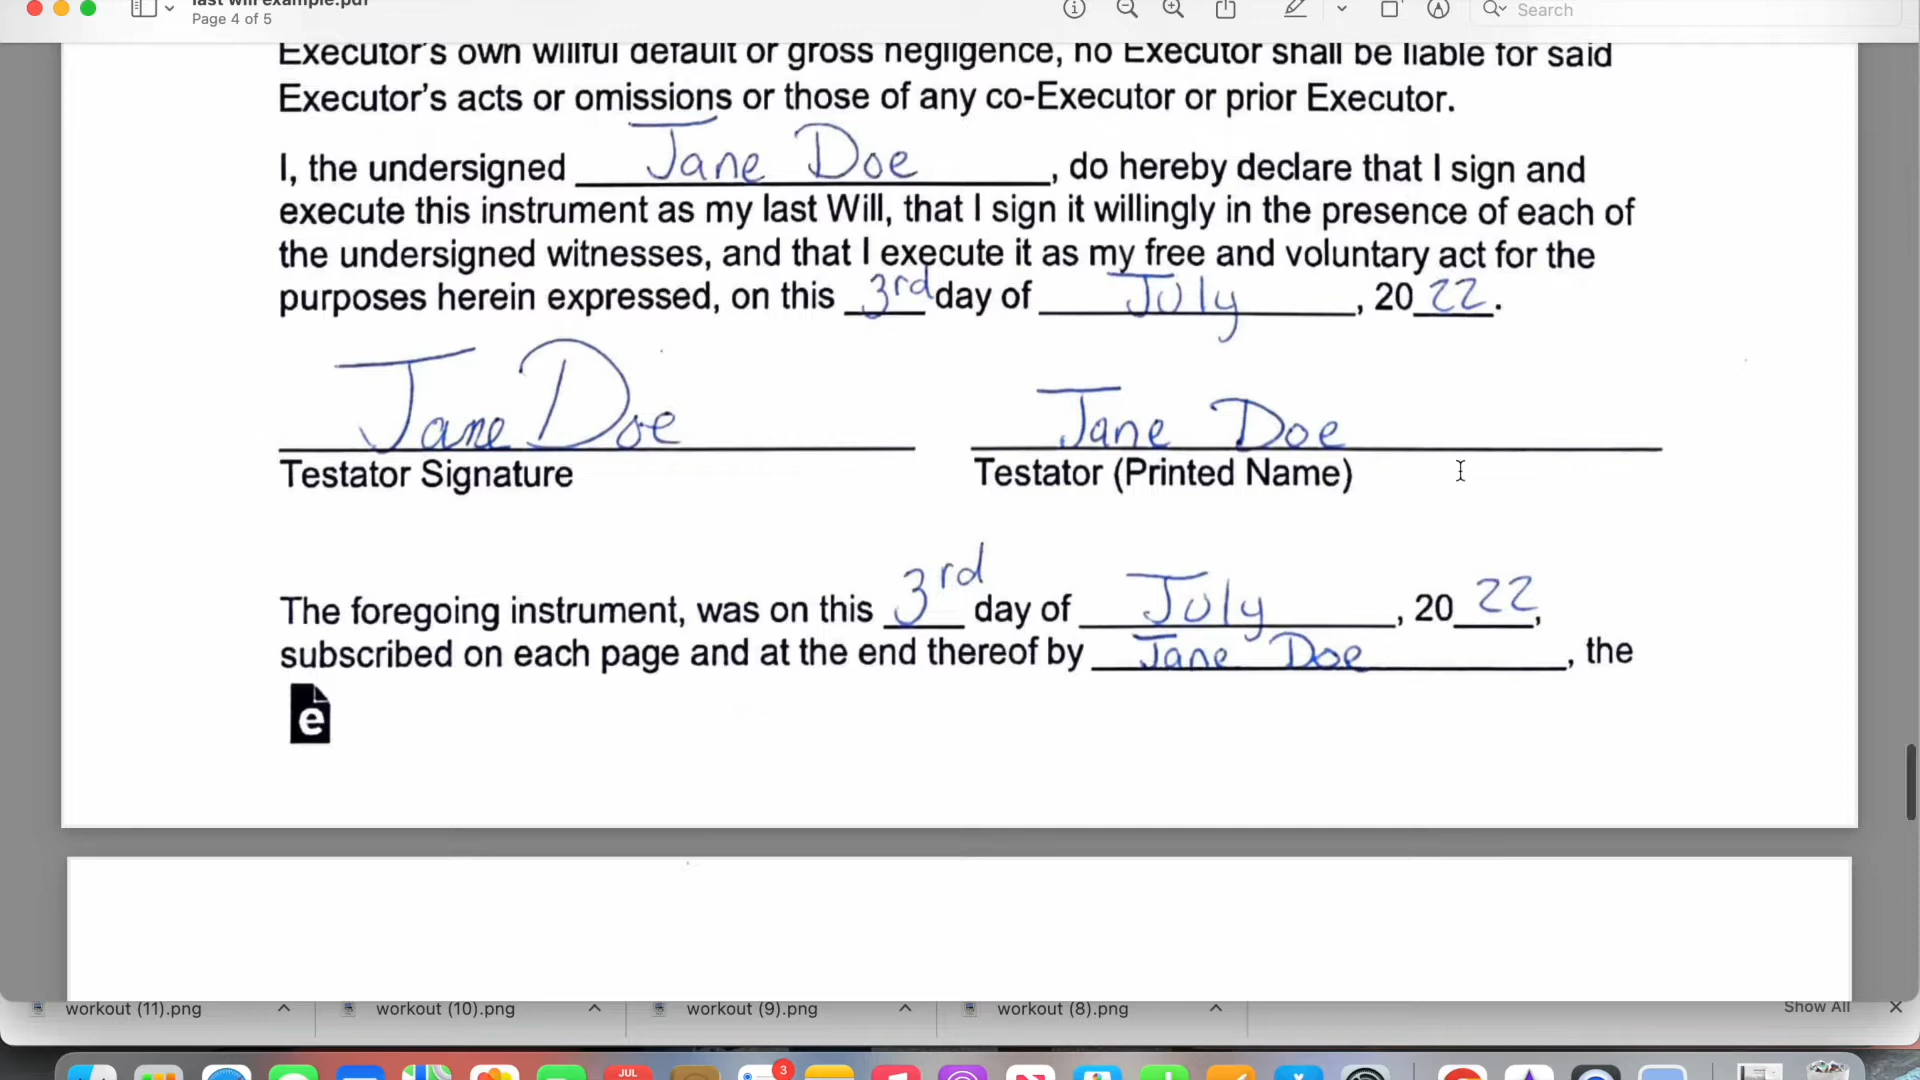 last will example.pdf
Page 4 of 5
Search
Executor's own willful default or gross negligence, no Executor shall be liable for said
Executor's acts or omissions or those of any co-Executor or prior Executor.
I, the undersigned Jane Doe, do hereby declare that I sign and
execute this instrument as my last Will, that I sign it willingly in the presence of each of
the undersigned witnesses, and that I execute it as my free and voluntary act for the
purposes herein expressed, on this 3rd day of July, 2022.
Jane Doe Jane Doe
Testator Signature Testator (Printed Name)
The foregoing instrument, was on this 3rd day of July, 2022,
subscribed on each page and at the end thereof by Jane Doe, the
e
workout (11).png workout (10).png workout (9).png workout (8).png Show All
JUL 3